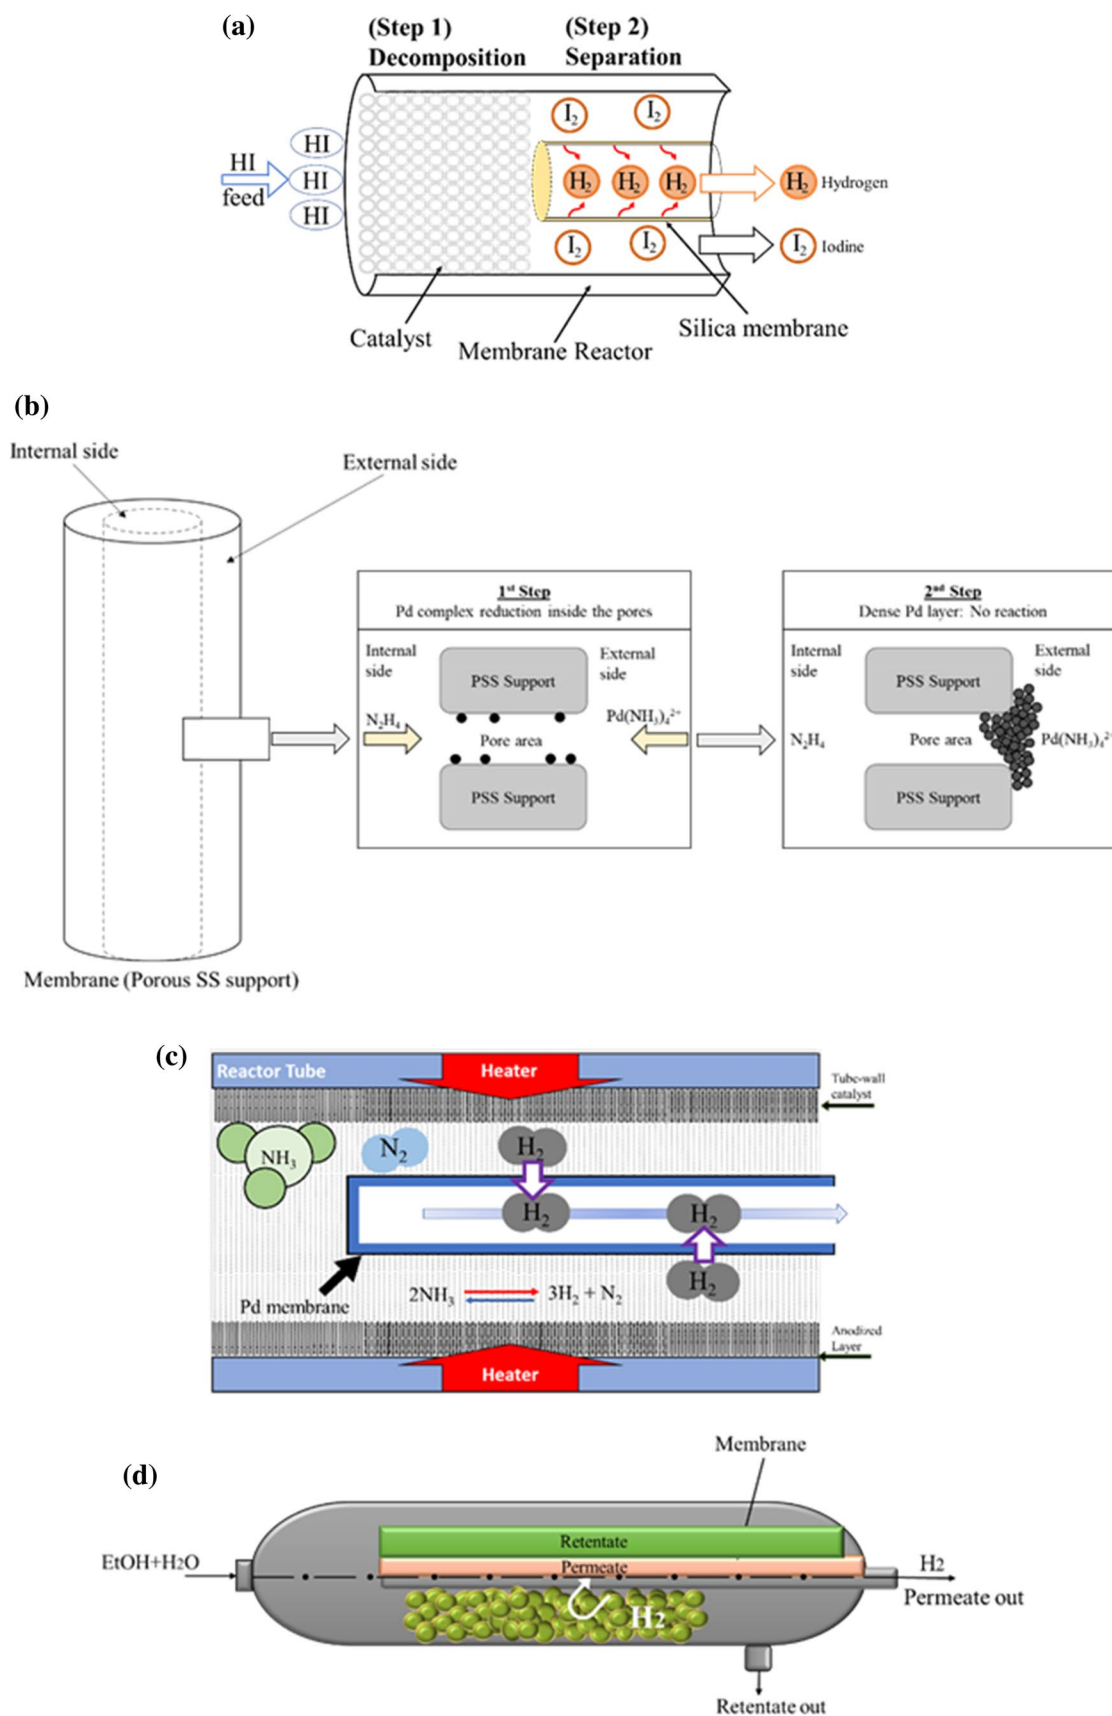 (a)
(Step 1)
Decomposition
(Step 2)
Separation
HI
feed
HI
HI
HI
I2
I2
H2
H2
H2
I2
I2
H2 Hydrogen
I2 Iodine
Catalyst
Membrane Reactor
Silica membrane
(b)
Internal side
External side
Membrane (Porous SS support)
1st Step
Pd complex reduction inside the pores
Internal
side
External
side
PSS Support
N2H4
Pd(NH3)4 2+
Pore area
PSS Support
2nd Step
Dense Pd layer: No reaction
Internal
side
External
side
PSS Support
N2H4
Pore area
Pd(NH3)4 2+
PSS Support
(c)
Reactor Tube
Heater
Tube-wall
catalyst
NH3
N2
H2
H2
H2
H2
Pd membrane
2NH3 3H2 + N2
Anodized
Layer
Heater
(d)
Membrane
EtOH+H2O
Retentate
Permeate
H2
H2
Permeate out
Retentate out